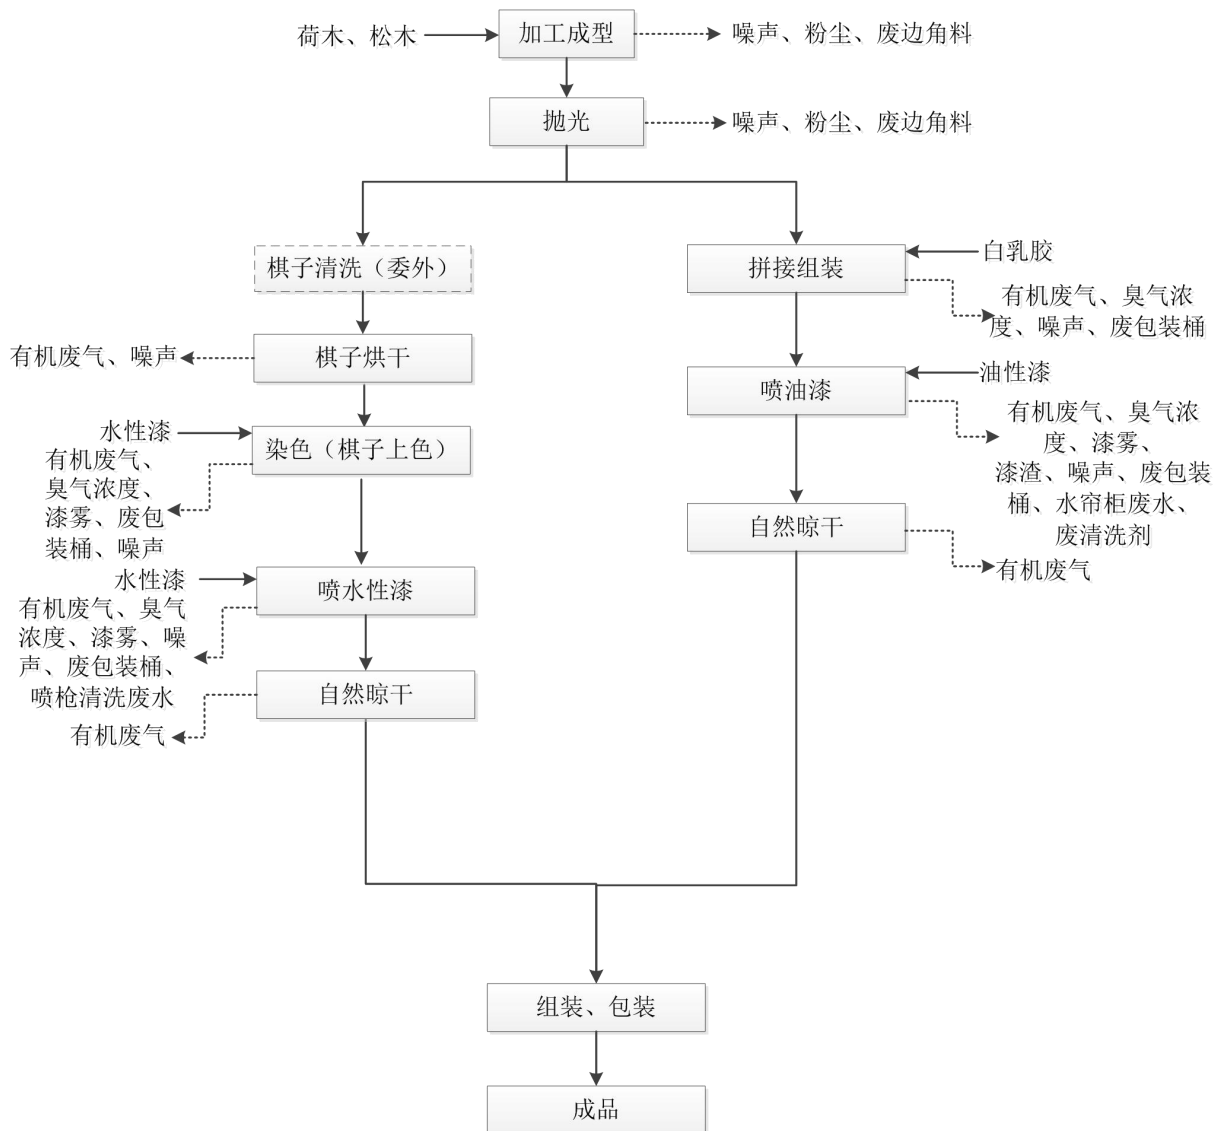 荷木、松木
加工成型
噪声、粉尘、废边角料
抛光
噪声、粉尘、废边角料
棋子清洗（委外）
棋子烘干
有机废气、噪声
水性漆
染色（棋子上色）
有机废气、
臭气浓度、
漆雾、废包
装桶、噪声
水性漆
喷水性漆
有机废气、臭气
浓度、漆雾、噪
声、废包装桶、
喷枪清洗废水
自然晾干
有机废气
拼接组装
白乳胶
有机废气、臭气浓
度、噪声、废包装桶
喷油漆
油性漆
有机废气、臭气浓
度、漆雾、
漆渣、噪声、废包装
桶、水帘柜废水、
废清洗剂
自然晾干
有机废气
组装、包装
成品